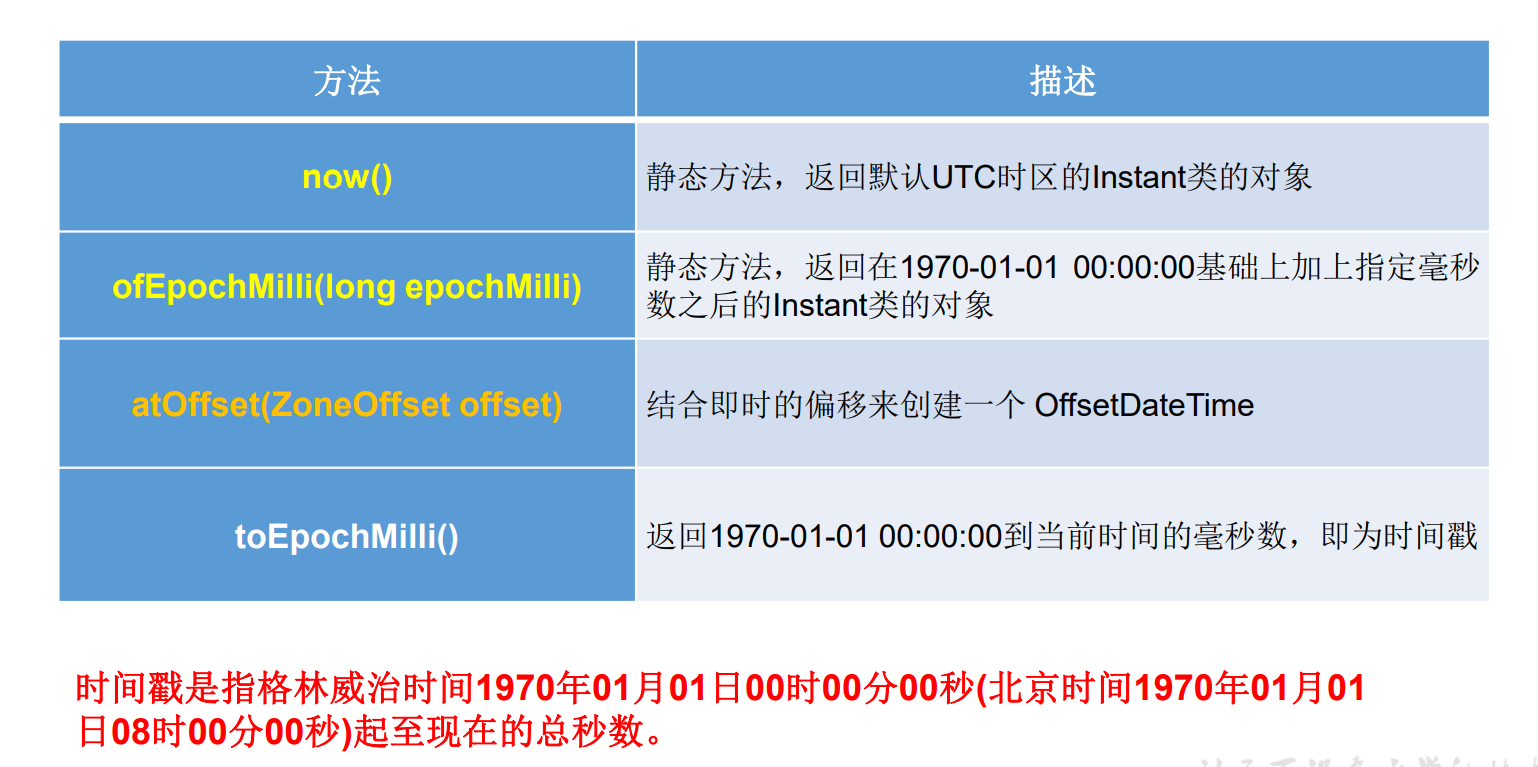 方法
描述
now()
静态方法，返回默认UTC时区的Instant类的对象
ofEpochMilli(long epochMilli)
静态方法，返回在1970-01-01 00:00:00基础上加上指定毫秒
数之后的Instant类的对象
atOffset(ZoneOffset offset)
结合即时的偏移来创建一个 OffsetDateTime
toEpochMilli()
返回1970-01-01 00:00:00到当前时间的毫秒数，即为时间戳
时间戳是指格林威治时间1970年01月01日00时00分00秒(北京时间1970年01月01
日08时00分00秒)起至现在的总秒数。